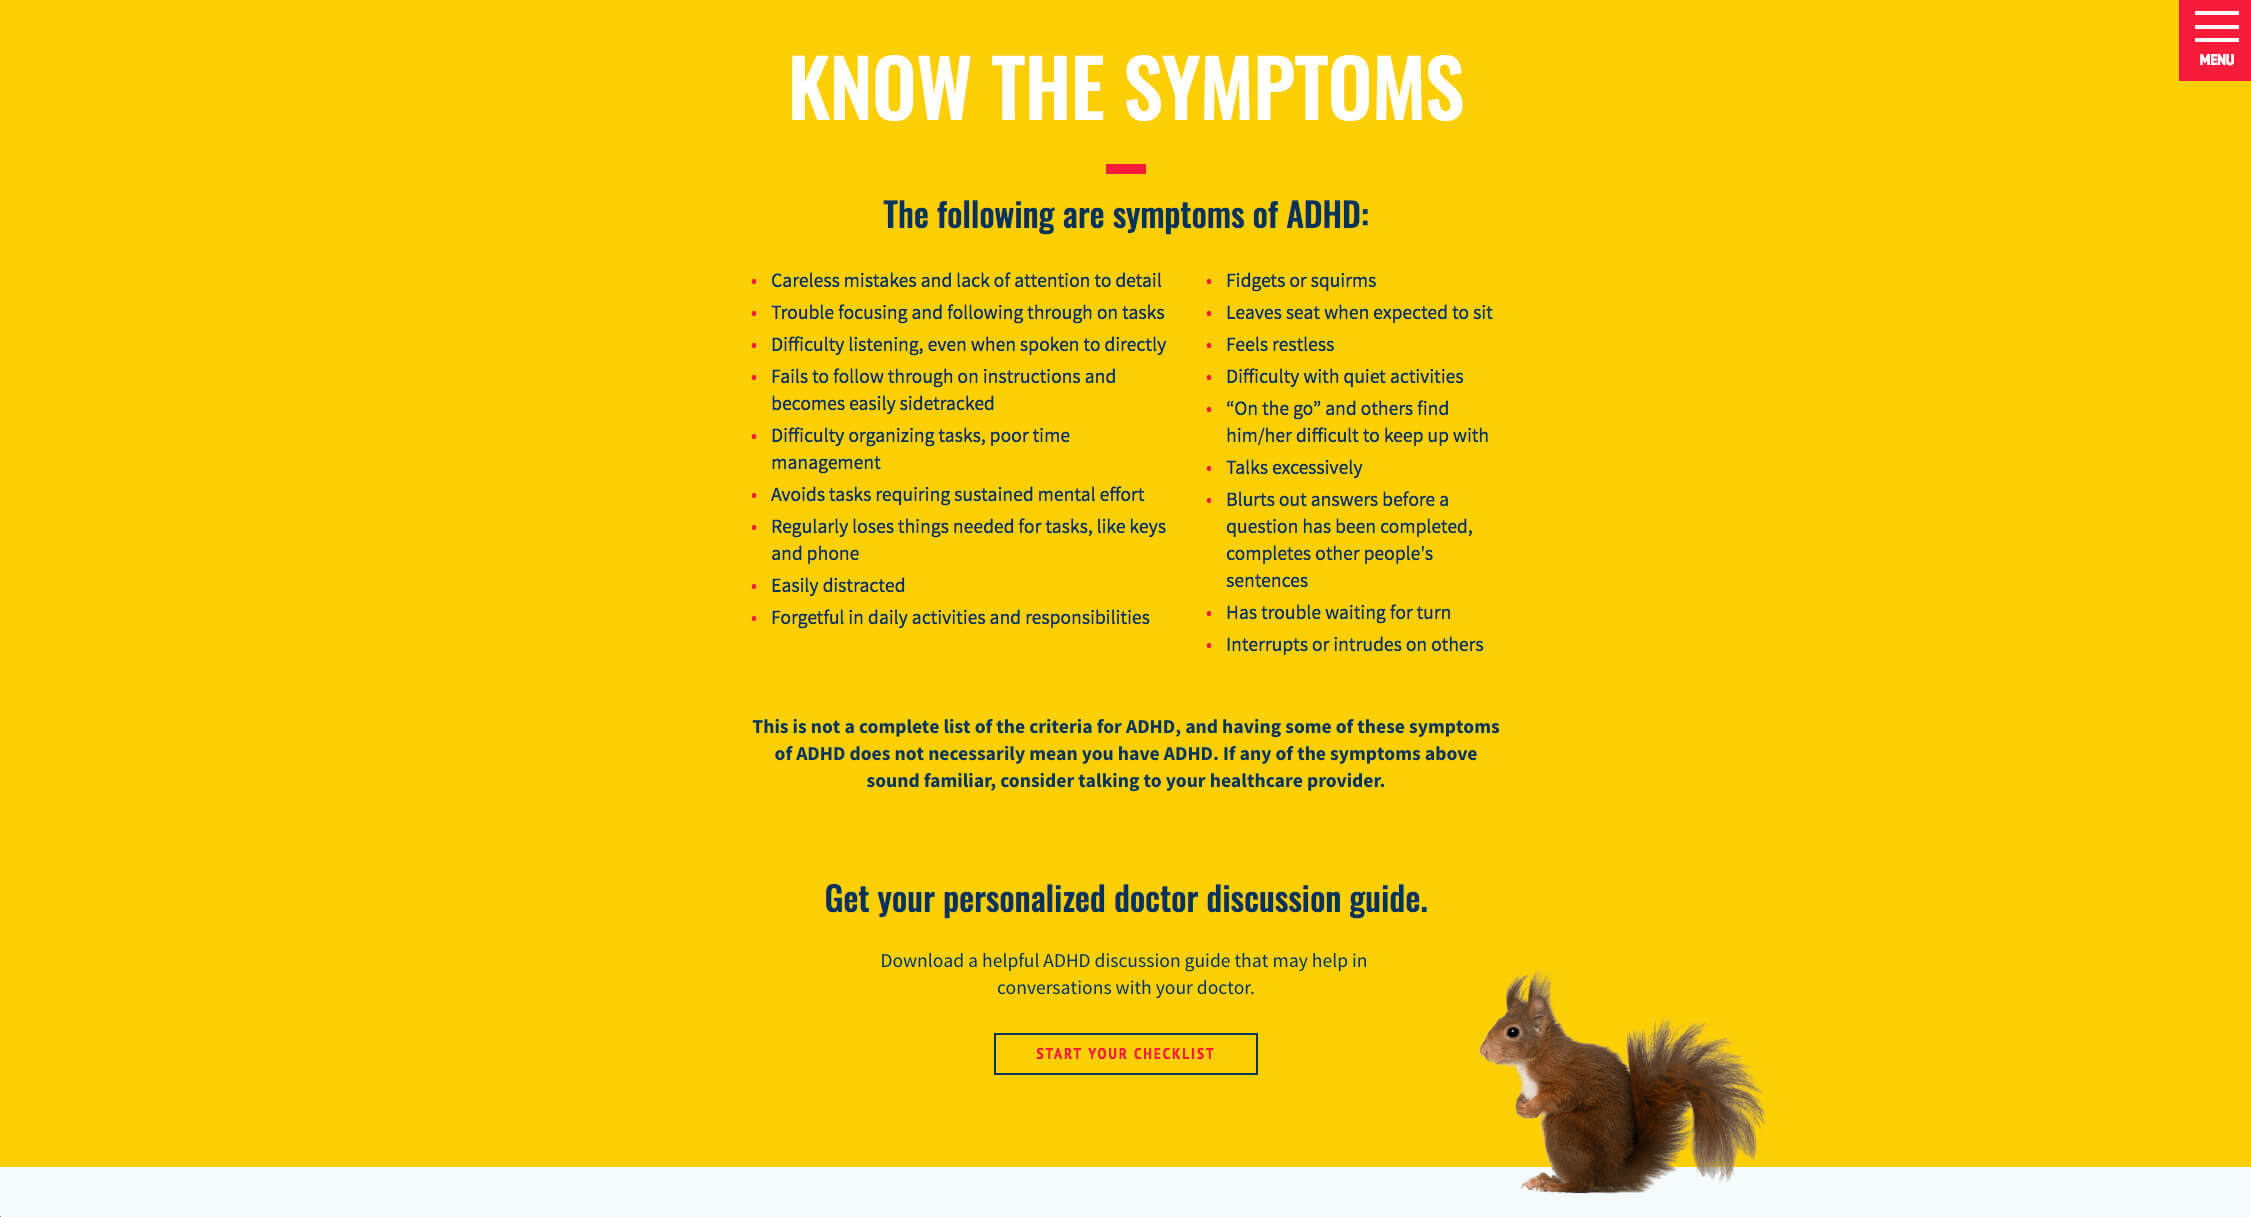 MENU
KNOW THE SYMPTOMS
The following are symptoms of ADHD:
• Careless mistakes and lack of attention to detail
• Trouble focusing and following through on tasks
• Difficulty listening, even when spoken to directly
• Fails to follow through on instructions and
becomes easily sidetracked
• Difficulty organizing tasks, poor time
management
• Avoids tasks requiring sustained mental effort
• Regularly loses things needed for tasks, like keys
and phone
• Easily distracted
• Forgetful in daily activities and responsibilities
• Fidgets or squirms
• Leaves seat when expected to sit
• Feels restless
• Difficulty with quiet activities
• “On the go” and others find
him/her difficult to keep up with
• Talks excessively
• Blurts out answers before a
question has been completed,
completes other people's
sentences
• Has trouble waiting for turn
• Interrupts or intrudes on others
This is not a complete list of the criteria for ADHD, and having some of these symptoms
of ADHD does not necessarily mean you have ADHD. If any of the symptoms above
sound familiar, consider talking to your healthcare provider.
Get your personalized doctor discussion guide.
Download a helpful ADHD discussion guide that may help in
conversations with your doctor.
START YOUR CHECKLIST